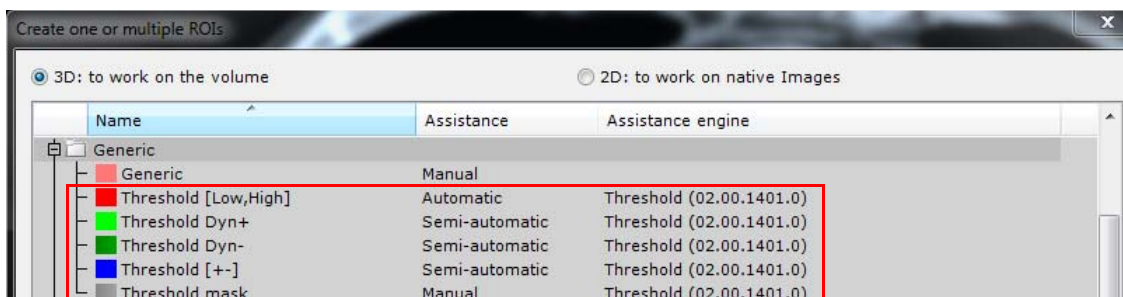 Create one or multiple ROIs
3D: to work on the volume 2D: to work on native Images
Name Assistance Assistance engine
Generic
Generic Manual
Threshold [Low,High] Automatic Threshold (02.00.1401.0)
Threshold Dyn+ Semi-automatic Threshold (02.00.1401.0)
Threshold Dyn- Semi-automatic Threshold (02.00.1401.0)
Threshold [+-] Semi-automatic Threshold (02.00.1401.0)
Threshold mask Manual Threshold (02.00.1401.0)